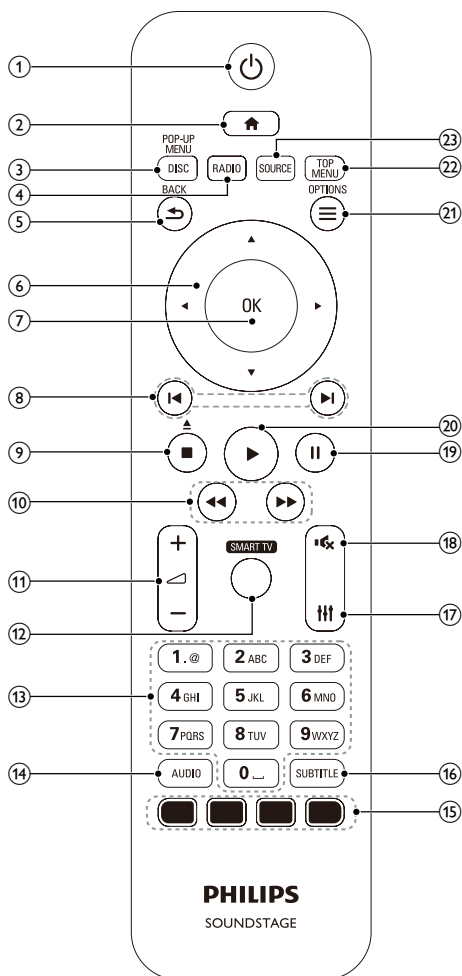 ①
②
POP-UP
MENU
㉓
③ DISC RADIO SOURCE TOP
MENU ㉒
④
BACK OPTIONS
⑤ ㉑
⑥
OK
⑦
⑧
⑳
⑨ ⑲
⑩
+ SMART TV ⑱
⑪
−
⑫ ⑰
1.@ 2 ABC 3 DEF
⑬ 4 GHI 5 JKL 6 MNO
7 PQRS 8 TUV 9 WXYZ
⑭ AUDIO 0 SUBTITLE ⑯
⑮
PHILIPS
SOUNDSTAGE